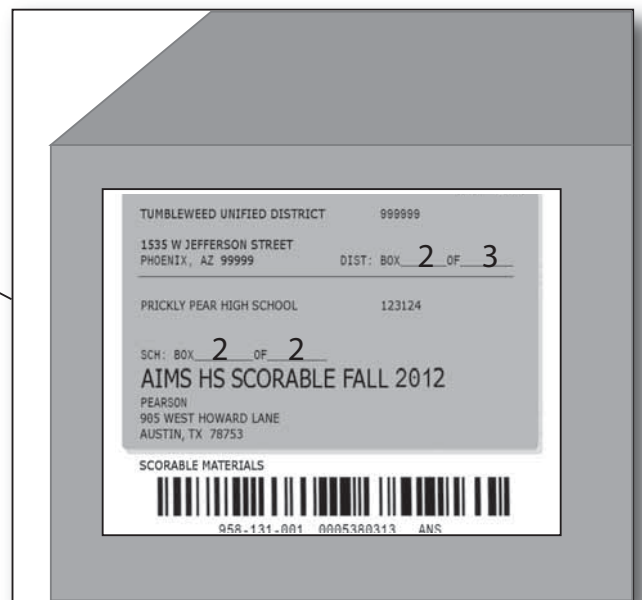 TUMBLEWEED UNIFIED DISTRICT 999999
1535 W JEFFERSON STREET
PHOENIX, AZ 99999 DIST: BOX 2 OF 3
PRICKLY PEAR HIGH SCHOOL 123124
SCH: BOX 2 OF 2
AIMS HS SCORABLE FALL 2012
PEARSON
905 WEST HOWARD LANE
AUSTIN, TX 78753
SCORABLE MATERIALS
958-131-001 0005380313 ANS